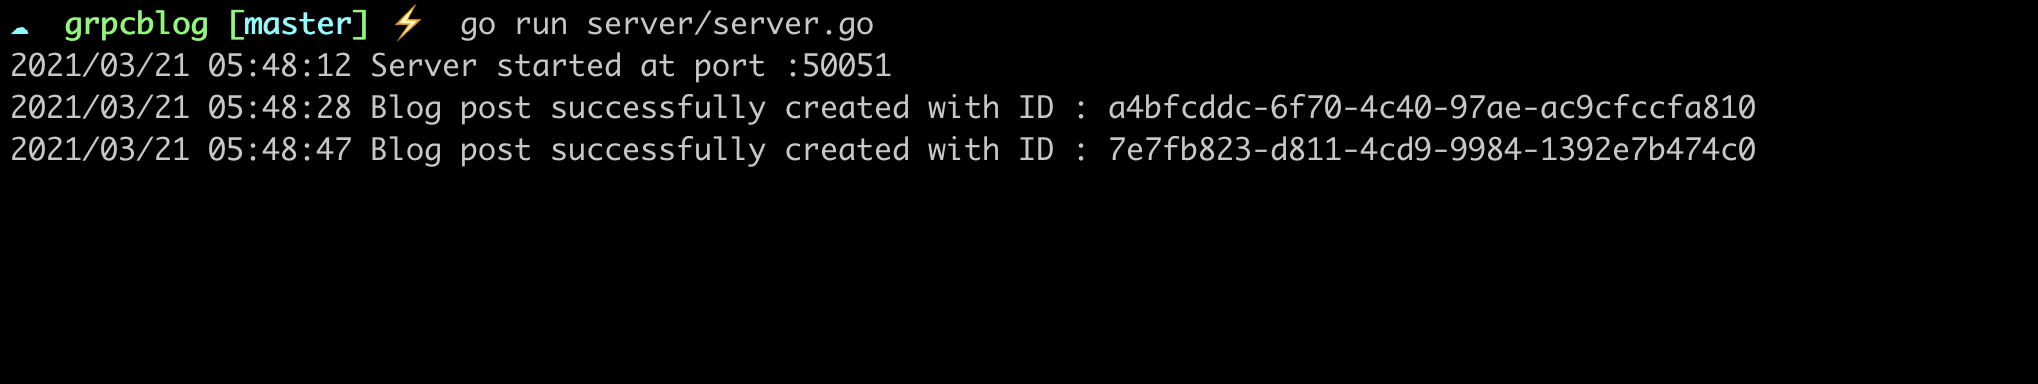 ☁ grpcblog [master] ⚡ go run server/server.go
2021/03/21 05:48:12 Server started at port :50051
2021/03/21 05:48:28 Blog post successfully created with ID : a4bfcddc-6f70-4c40-97ae-ac9cfccfa810
2021/03/21 05:48:47 Blog post successfully created with ID : 7e7fb823-d811-4cd9-9984-1392e7b474c0